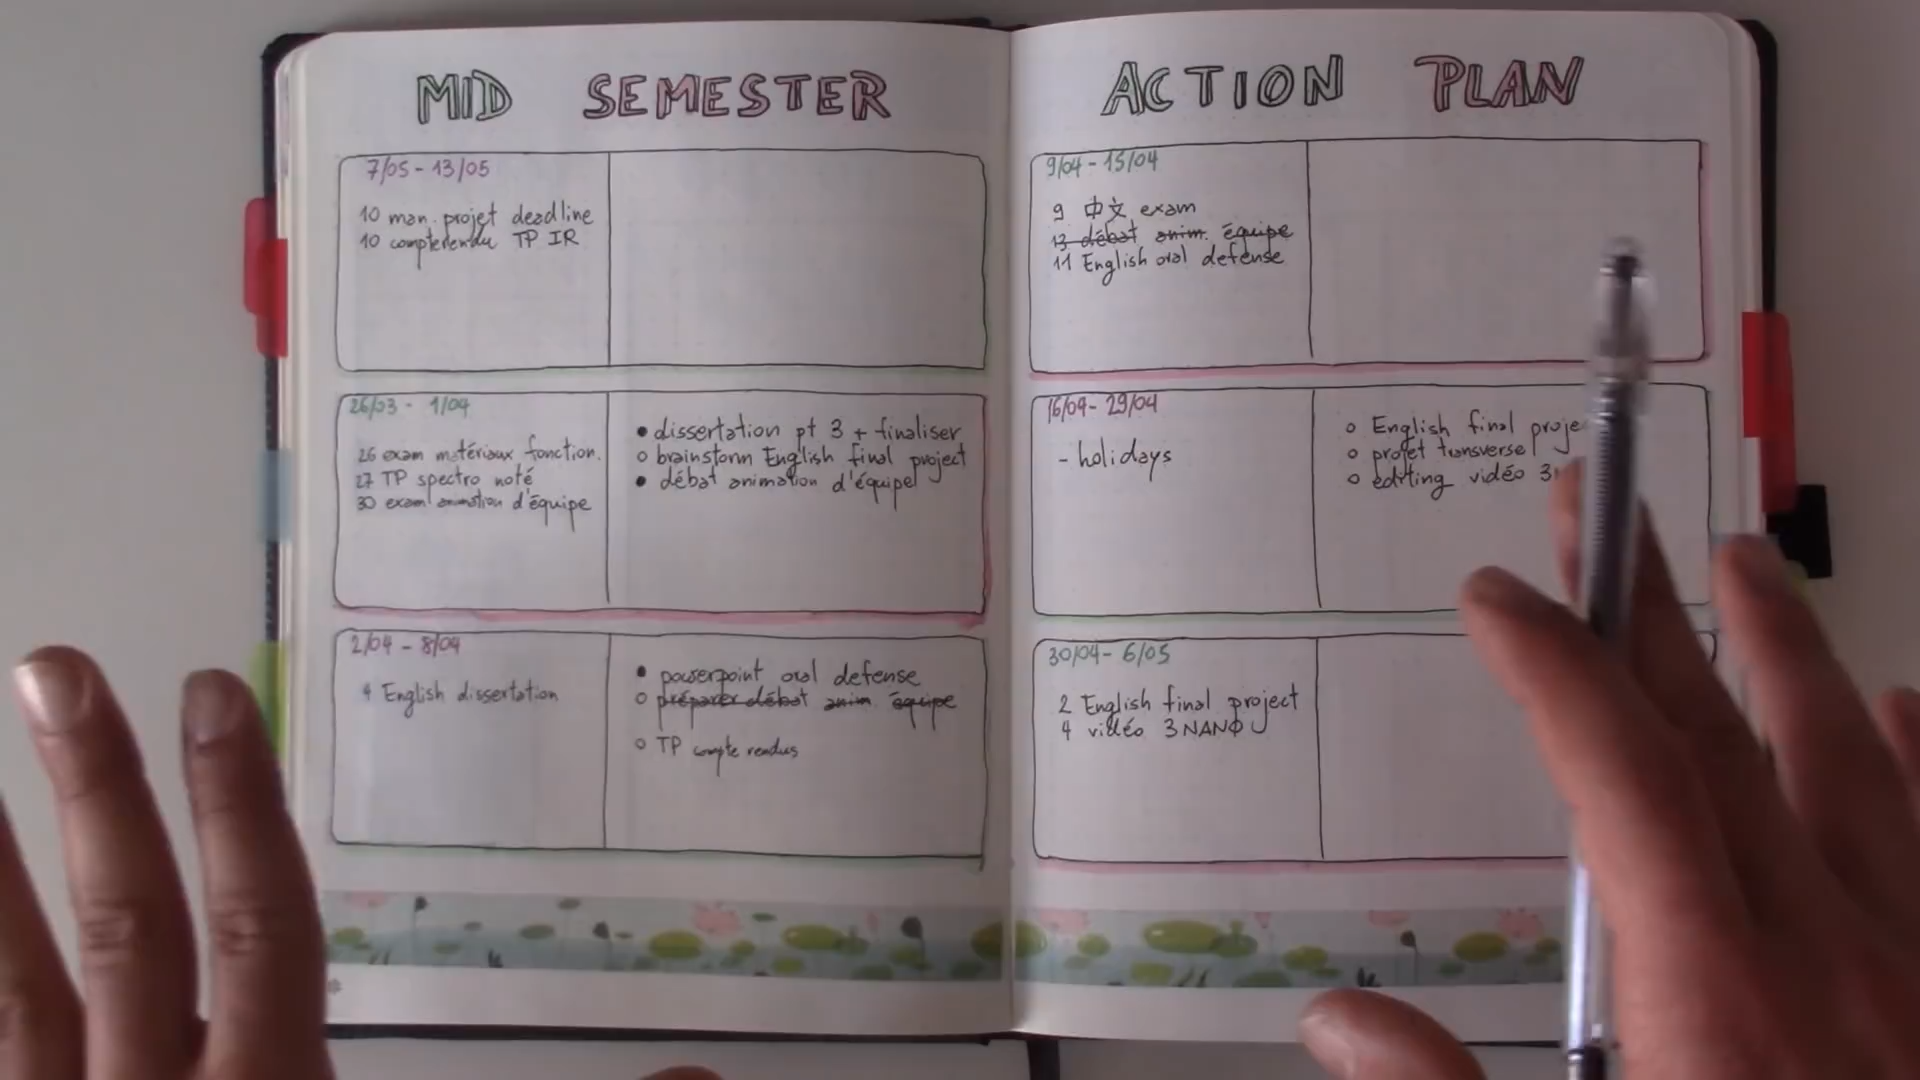 MID SEMESTER
7/05 - 13/05
10 man. projet deadline
10 compterendu TP IR
26/03 - 1/04
26 exam matériaux fonction.
27 TP spectro noté
30 exam animation d'équipe
• dissertation pt 3 + finaliser
o brainstorm English final project
• débat animation d'équipe
2/04 - 8/04
4 English dissertation
• powerpoint oral defense
o préparer débat anim. équipe
o TP compte rendus
ACTION PLAN
9/04 - 15/04
9 中文 exam
13 débat anim. équipe
11 English oral defense
16/04 - 29/04
- holidays
o English final proje
o projet transverse
o editing vidéo 3
30/04 - 6/05
2 English final project
4 vidéo 3NANO